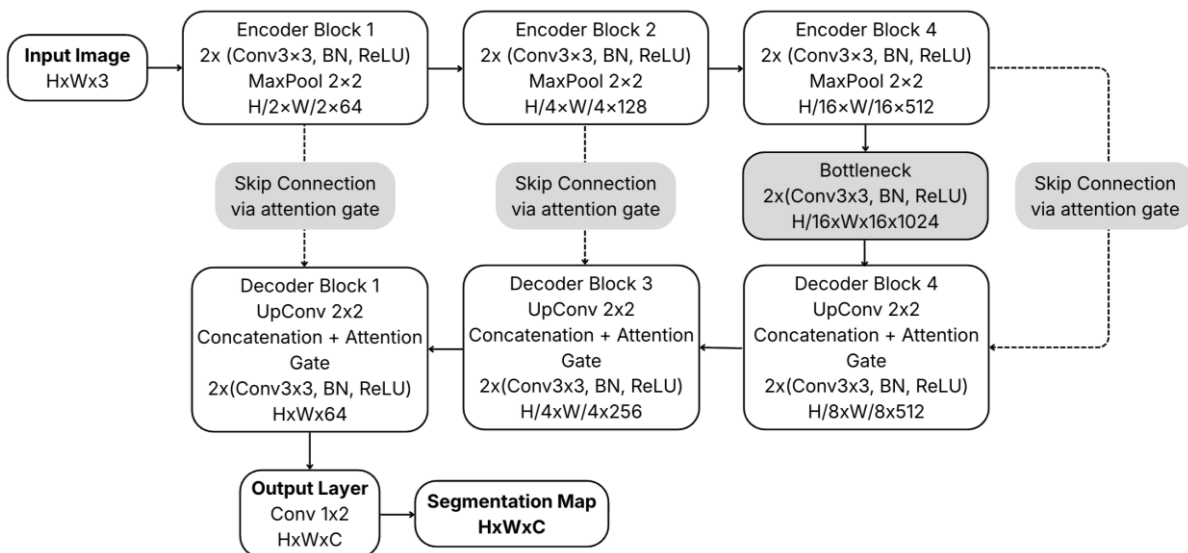 Input Image
HxWx3
Encoder Block 1
2x (Conv3×3, BN, ReLU)
MaxPool 2×2
H/2×W/2×64
Encoder Block 2
2x (Conv3×3, BN, ReLU)
MaxPool 2×2
H/4×W/4×128
Encoder Block 4
2x (Conv3×3, BN, ReLU)
MaxPool 2×2
H/16×W/16×512
Skip Connection
via attention gate
Skip Connection
via attention gate
Bottleneck
2x(Conv3x3, BN, ReLU)
H/16xWx16x1024
Skip Connection
via attention gate
Decoder Block 1
UpConv 2x2
Concatenation + Attention
Gate
2x(Conv3x3, BN, ReLU)
HxWx64
Decoder Block 3
UpConv 2x2
Concatenation + Attention
Gate
2x(Conv3x3, BN, ReLU)
H/4xW/4x256
Decoder Block 4
UpConv 2x2
Concatenation + Attention
Gate
2x(Conv3x3, BN, ReLU)
H/8xW/8x512
Output Layer
Conv 1x2
HxWxC
Segmentation Map
HxWxC